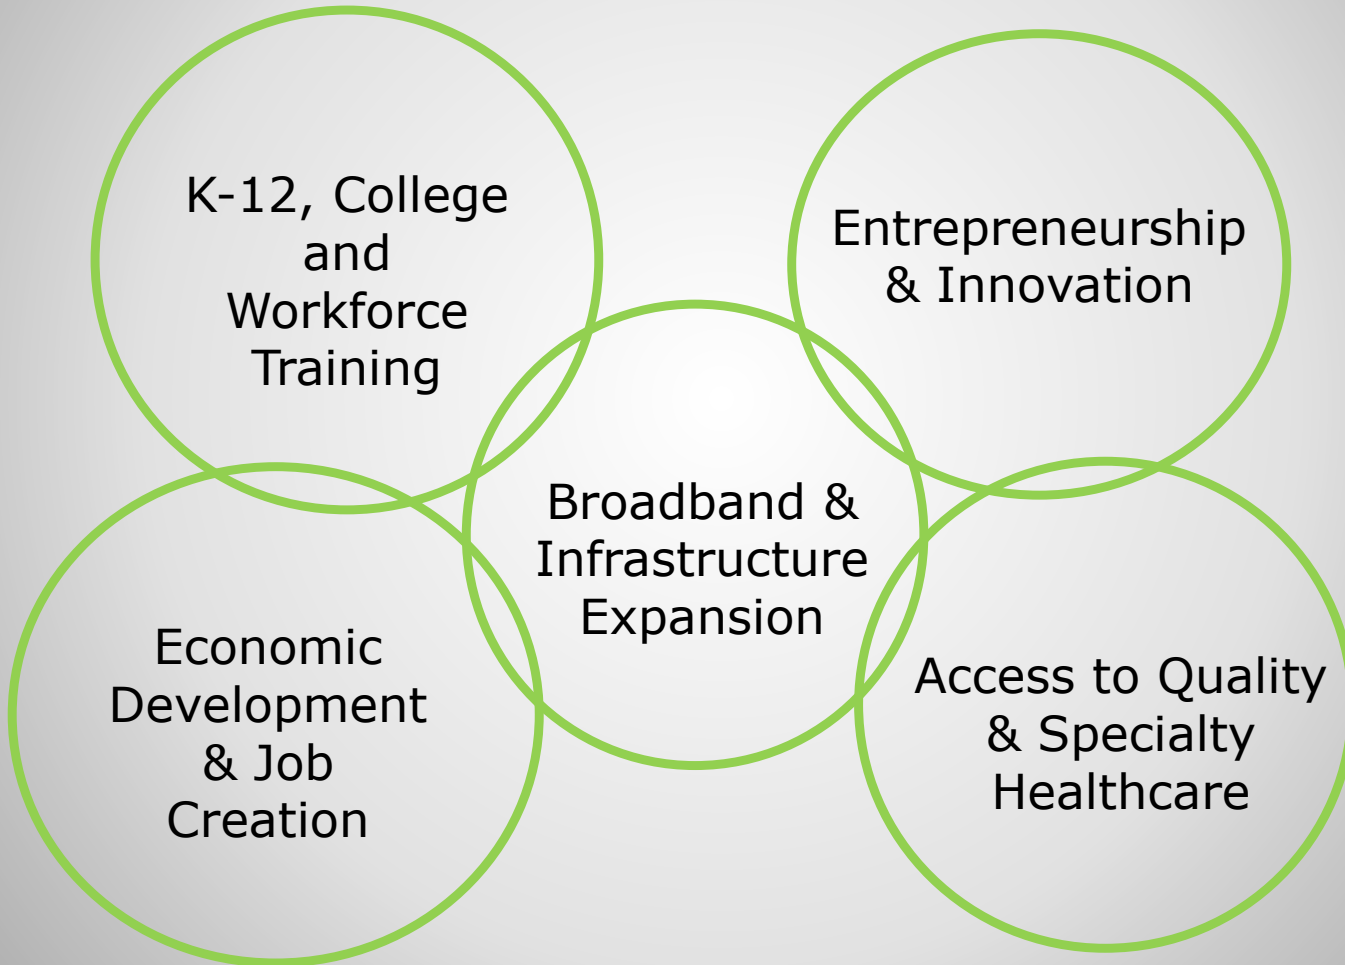 K-12, College
and
Workforce
Training
Entrepreneurship
& Innovation
Broadband &
Infrastructure
Expansion
Economic
Development
& Job
Creation
Access to Quality
& Specialty
Healthcare